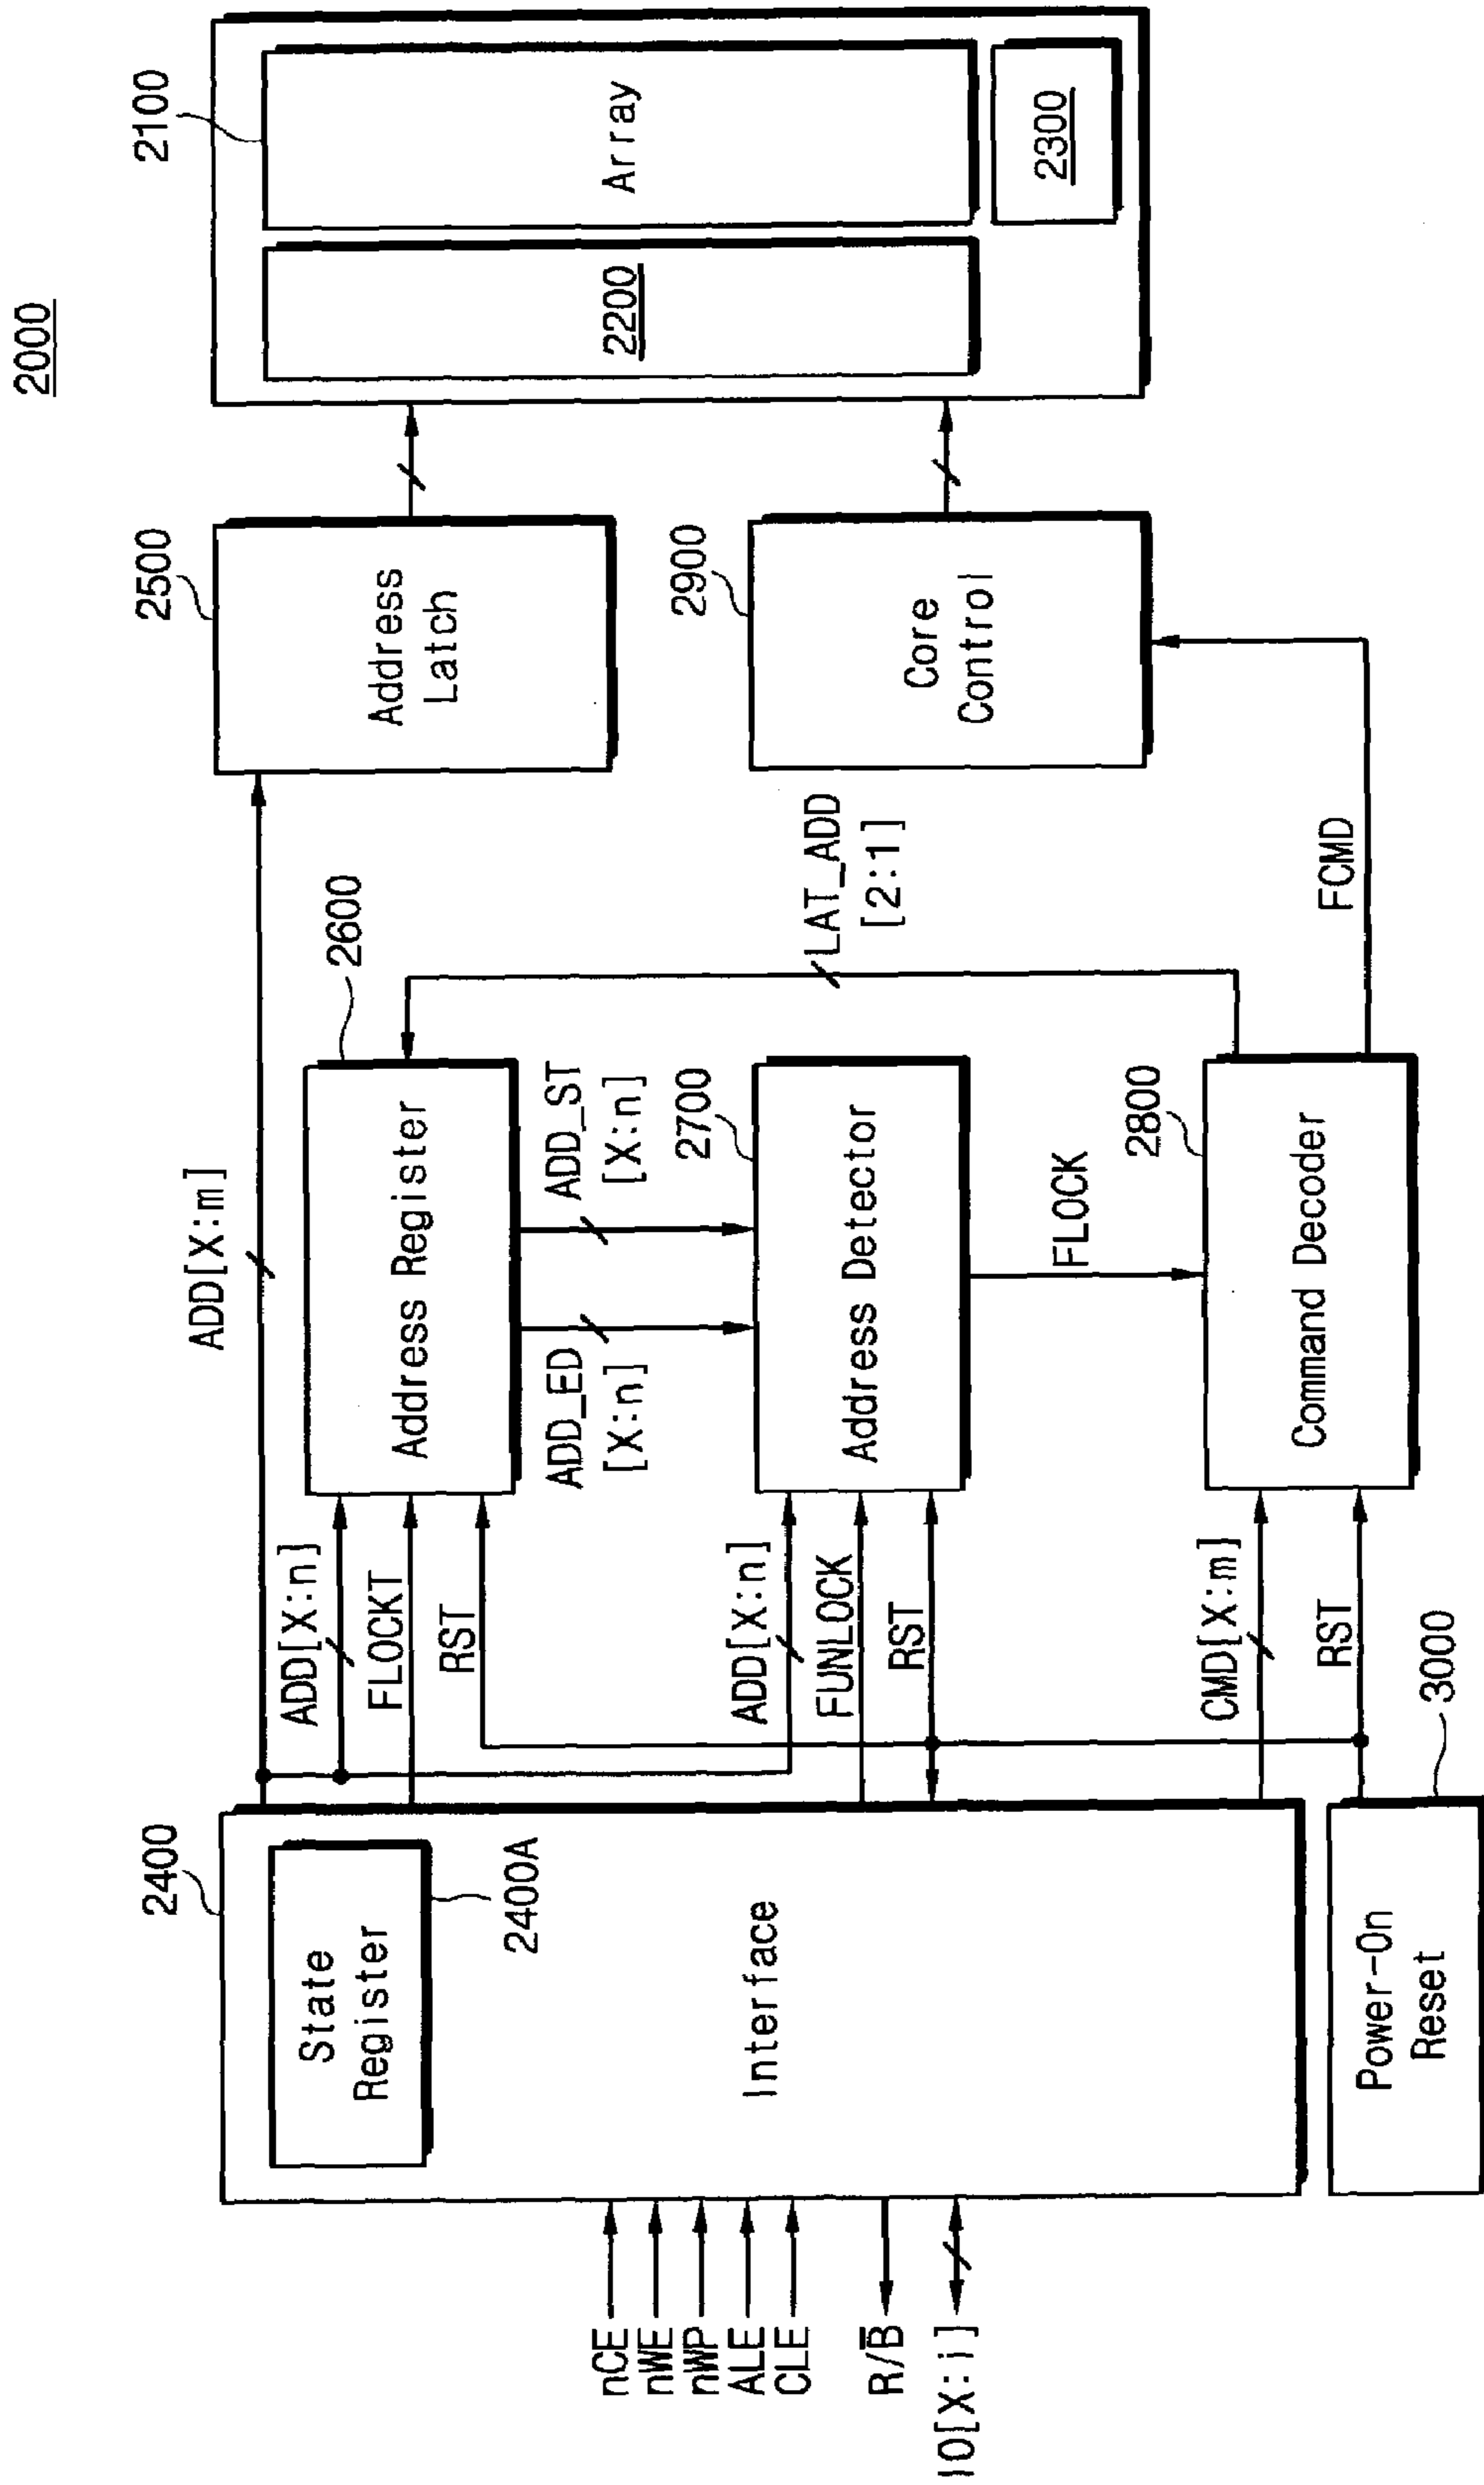 2000
2400
State
Register
2400A
Interface
Power-On
Reset
3000
nCE
nWE
nWP
ALE
CLE
R/B̅
IO[X:i]
ADD[X:m]
ADD[X:n]
FLOCKT
RST
ADD[X:n]
FUNLOCK
RST
CMD[X:m]
RST
2600
Address Register
ADD_ED
[X:n]
ADD_ST
[X:n]
2700
Address Detector
FLOCK
2800
Command Decoder
LAT_ADD
[2:1]
FCMD
2500
Address
Latch
2900
Core
Control
2100
Array
2200
2300